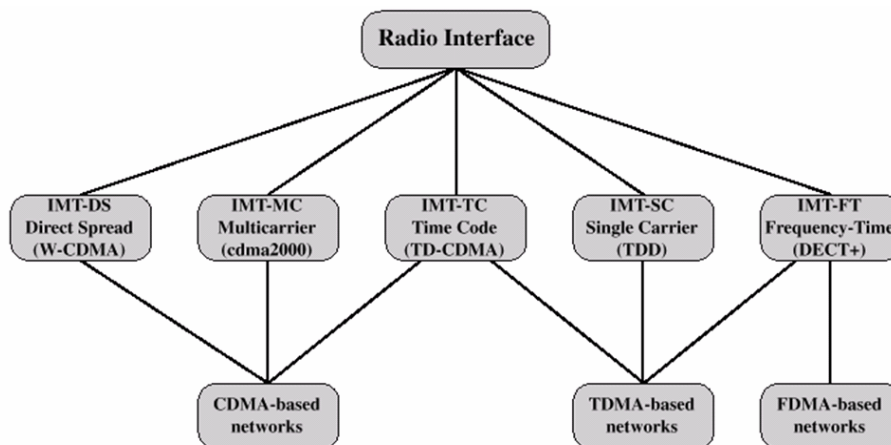 Radio Interface
IMT-DS
Direct Spread
(W-CDMA)
IMT-MC
Multicarrier
(cdma2000)
IMT-TC
Time Code
(TD-CDMA)
IMT-SC
Single Carrier
(TDD)
IMT-FT
Frequency-Time
(DECT+)
CDMA-based
networks
TDMA-based
networks
FDMA-based
networks